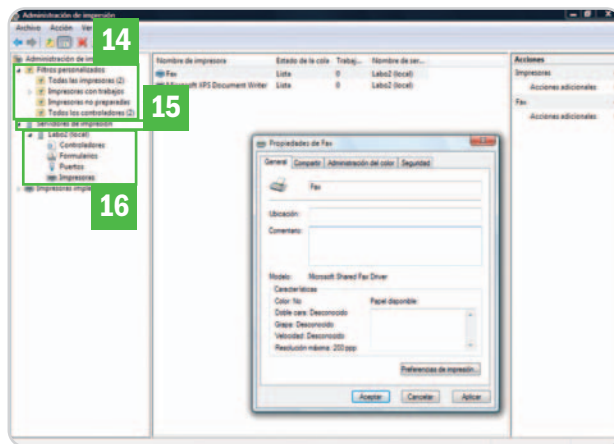 Administración de impresión
Archivo Acción Ver
14
Administración de impresión
Filtros personalizados
Todas las impresoras (2)
Impresoras con trabajos
Impresoras no preparadas
Todos los controladores (2)
15
Servidores de impresión
Labo2 (local)
Controladores
Formularios
Puertos
Impresoras
16
Impresoras
Nombre de impresora Estado de la cola Trabaj... Nombre de ser...
Fax Lista 0 Labo2 (local)
Microsoft XPS Document Writer Lista 0 Labo2 (local)
Acciones
Impresoras
Acciones adicionales
Fax
Acciones adicionales
Propiedades de Fax
General Compartir Administración del color Seguridad
Fax
Ubicación:
Comentario:
Modelo: Microsoft Shared Fax Driver
Características
Color: No Papel disponible:
Doble cara: Desconocido
Grapa: Desconocido
Velocidad: Desconocido
Resolución máxima: 200 ppp
Preferencias de impresión...
Aceptar Cancelar Aplicar